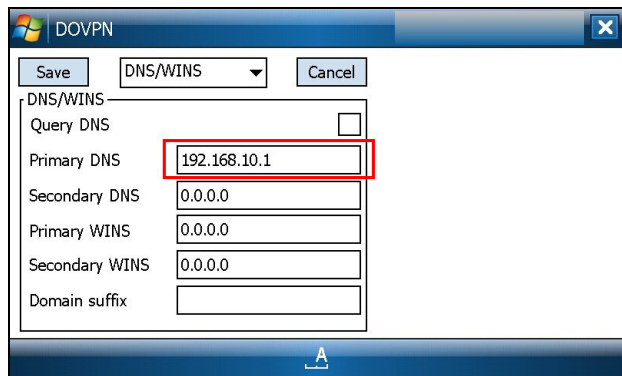 DOVPN
Save DNS/WINS Cancel
DNS/WINS
Query DNS
Primary DNS 192.168.10.1
Secondary DNS 0.0.0.0
Primary WINS 0.0.0.0
Secondary WINS 0.0.0.0
Domain suffix
A